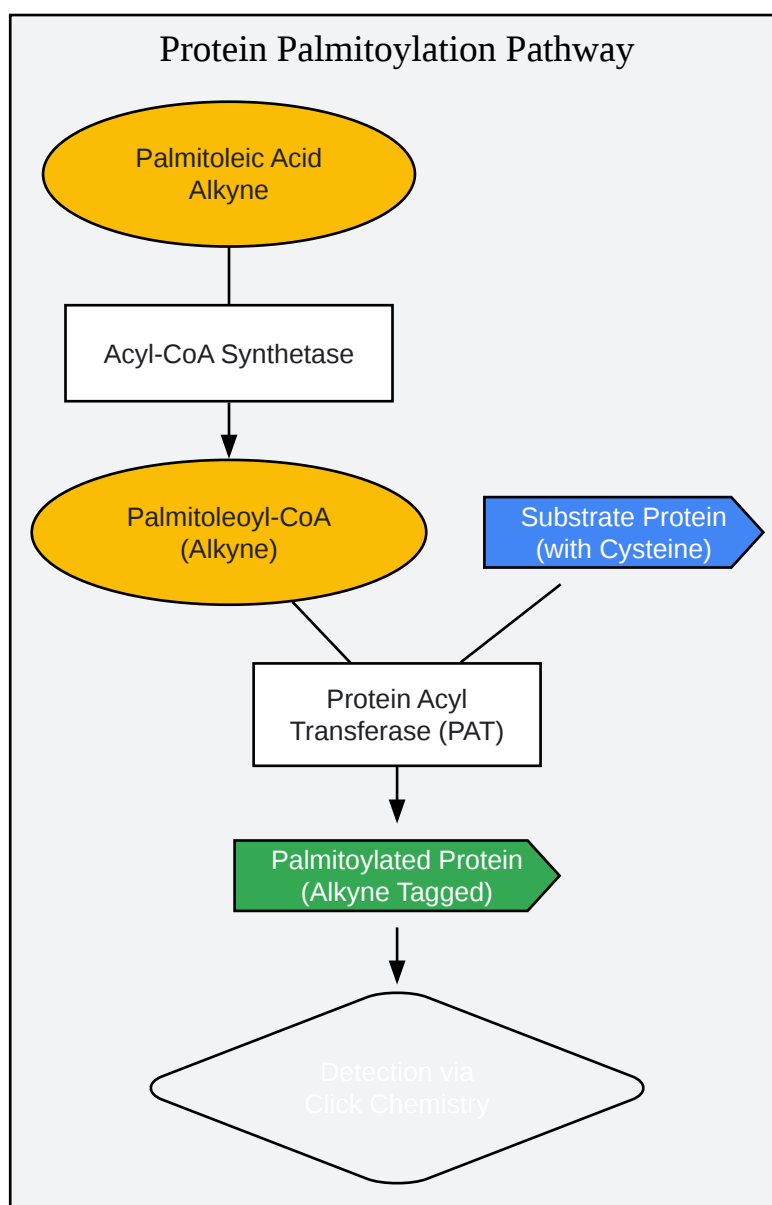 Protein Palmitoylation Pathway
Palmitoleic Acid
Alkyne
Acyl-CoA Synthetase
Palmitoleoyl-CoA
(Alkyne)
Substrate Protein
(with Cysteine)
Protein Acyl
Transferase (PAT)
Palmitoylated Protein
(Alkyne Tagged)
Detection via
Click Chemistry